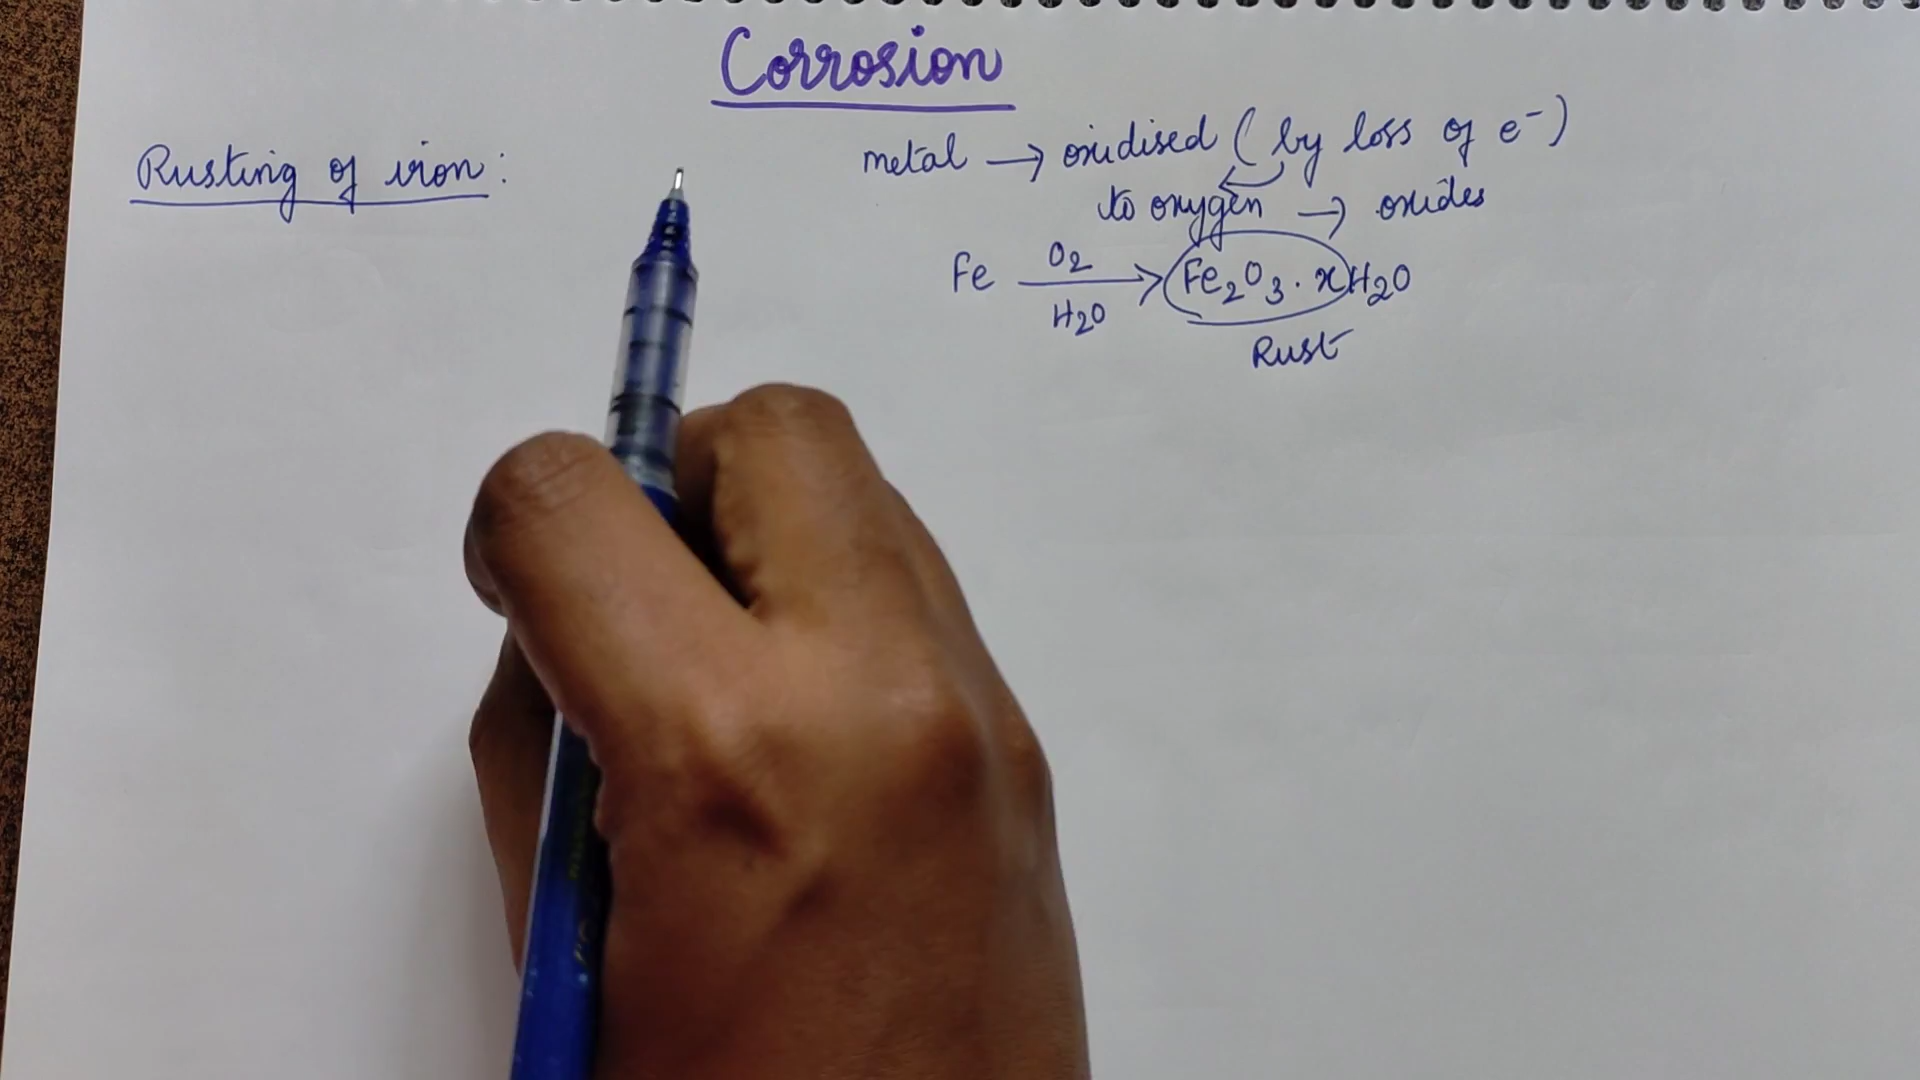 Corrosion
Rusting of iron:
metal → oxidised (by loss of e⁻)
to oxygen → oxides
Fe O₂ → Fe₂O₃·xH₂O
H₂O
Rust